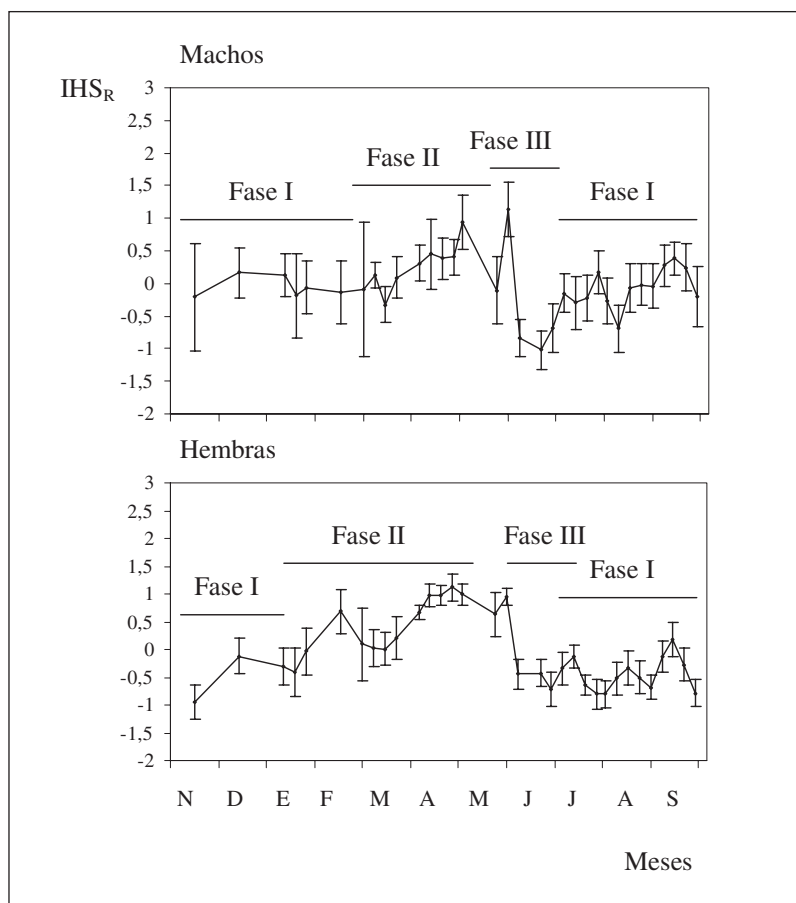 Machos
IHSR
3
2,5
2
1,5
1
0,5
0
-0,5
-1
-1,5
-2
Fase I
Fase II
Fase III
Fase I
Hembras
3
2,5
2
1,5
1
0,5
0
-0,5
-1
-1,5
-2
Fase I
Fase II
Fase III
Fase I
N D E F M A M J J A S
Meses